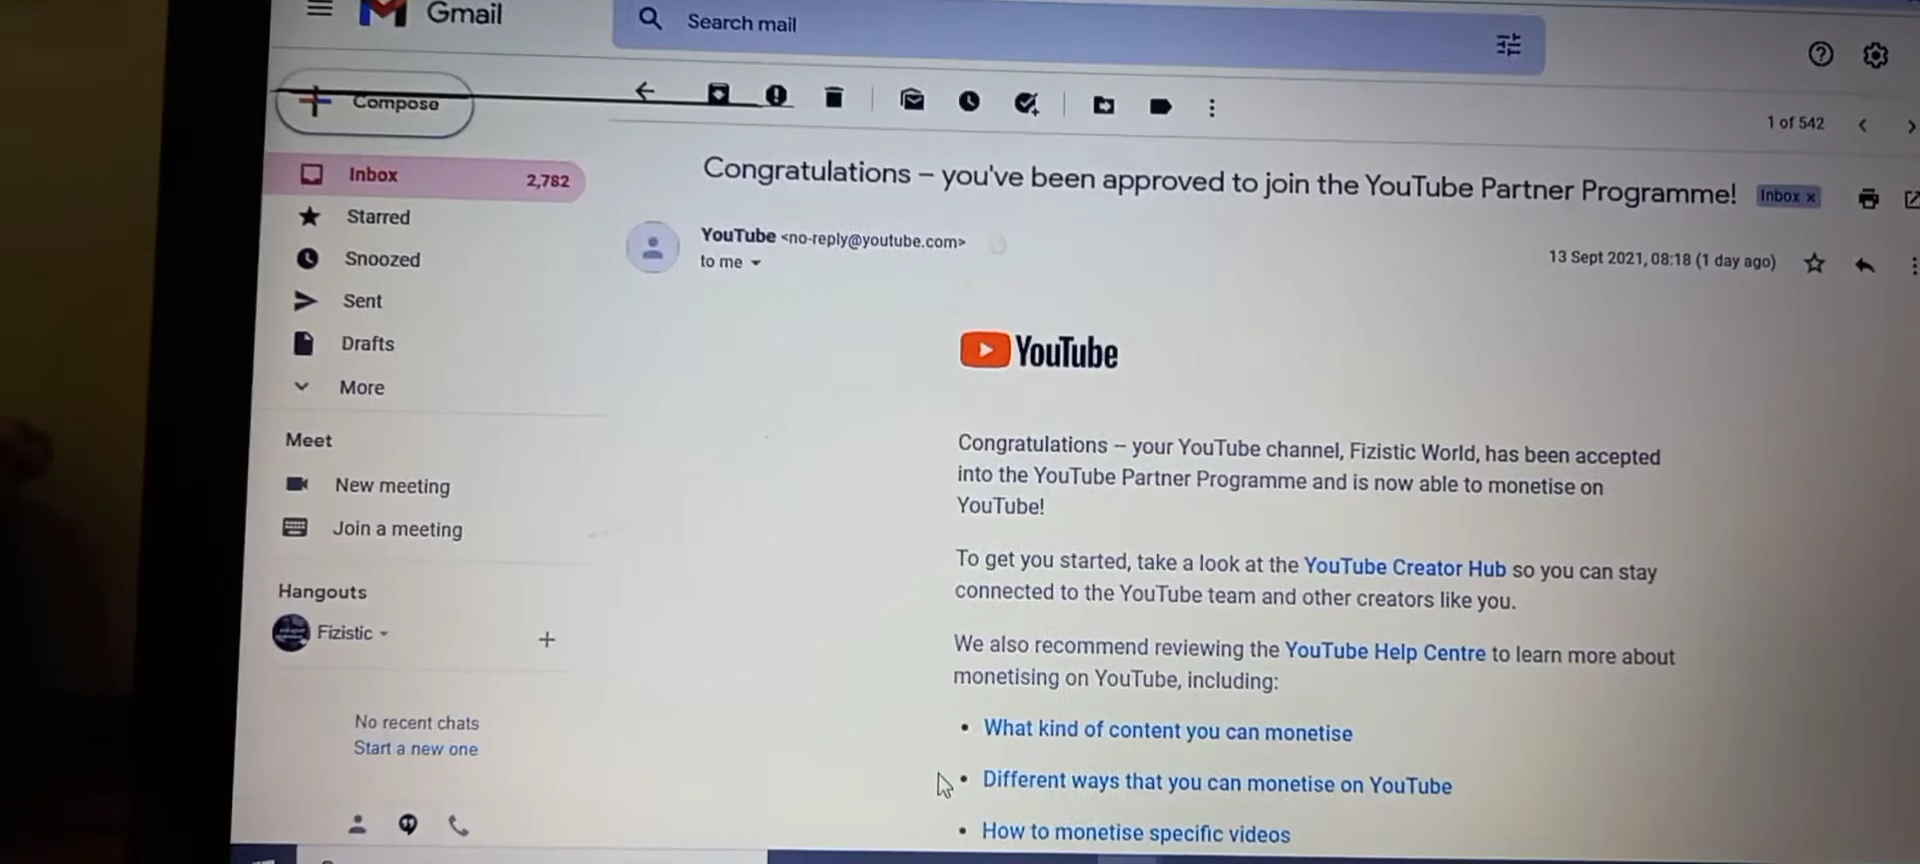 Gmail
Search mail
Compose
1 of 542
Inbox 2,782
Starred
Snoozed
Sent
Drafts
More
Meet
New meeting
Join a meeting
Hangouts
Fizistic
No recent chats
Start a new one
Congratulations – you've been approved to join the YouTube Partner Programme! Inbox x
YouTube <no-reply@youtube.com>
to me
13 Sept 2021, 08:18 (1 day ago)
YouTube
Congratulations – your YouTube channel, Fizistic World, has been accepted
into the YouTube Partner Programme and is now able to monetise on
YouTube!
To get you started, take a look at the YouTube Creator Hub so you can stay
connected to the YouTube team and other creators like you.
We also recommend reviewing the YouTube Help Centre to learn more about
monetising on YouTube, including:
• What kind of content you can monetise
• Different ways that you can monetise on YouTube
• How to monetise specific videos